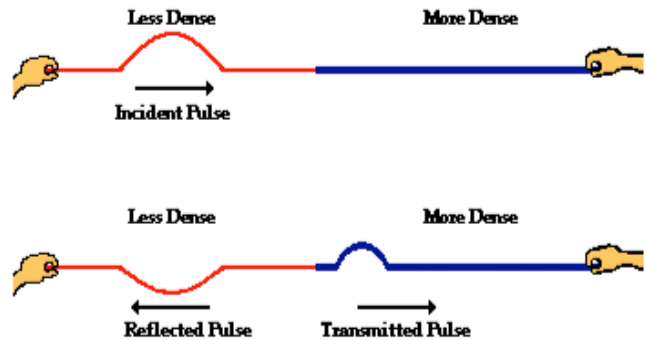 Less Dense More Dense
Incident Pulse
Less Dense More Dense
Reflected Pulse Transmitted Pulse